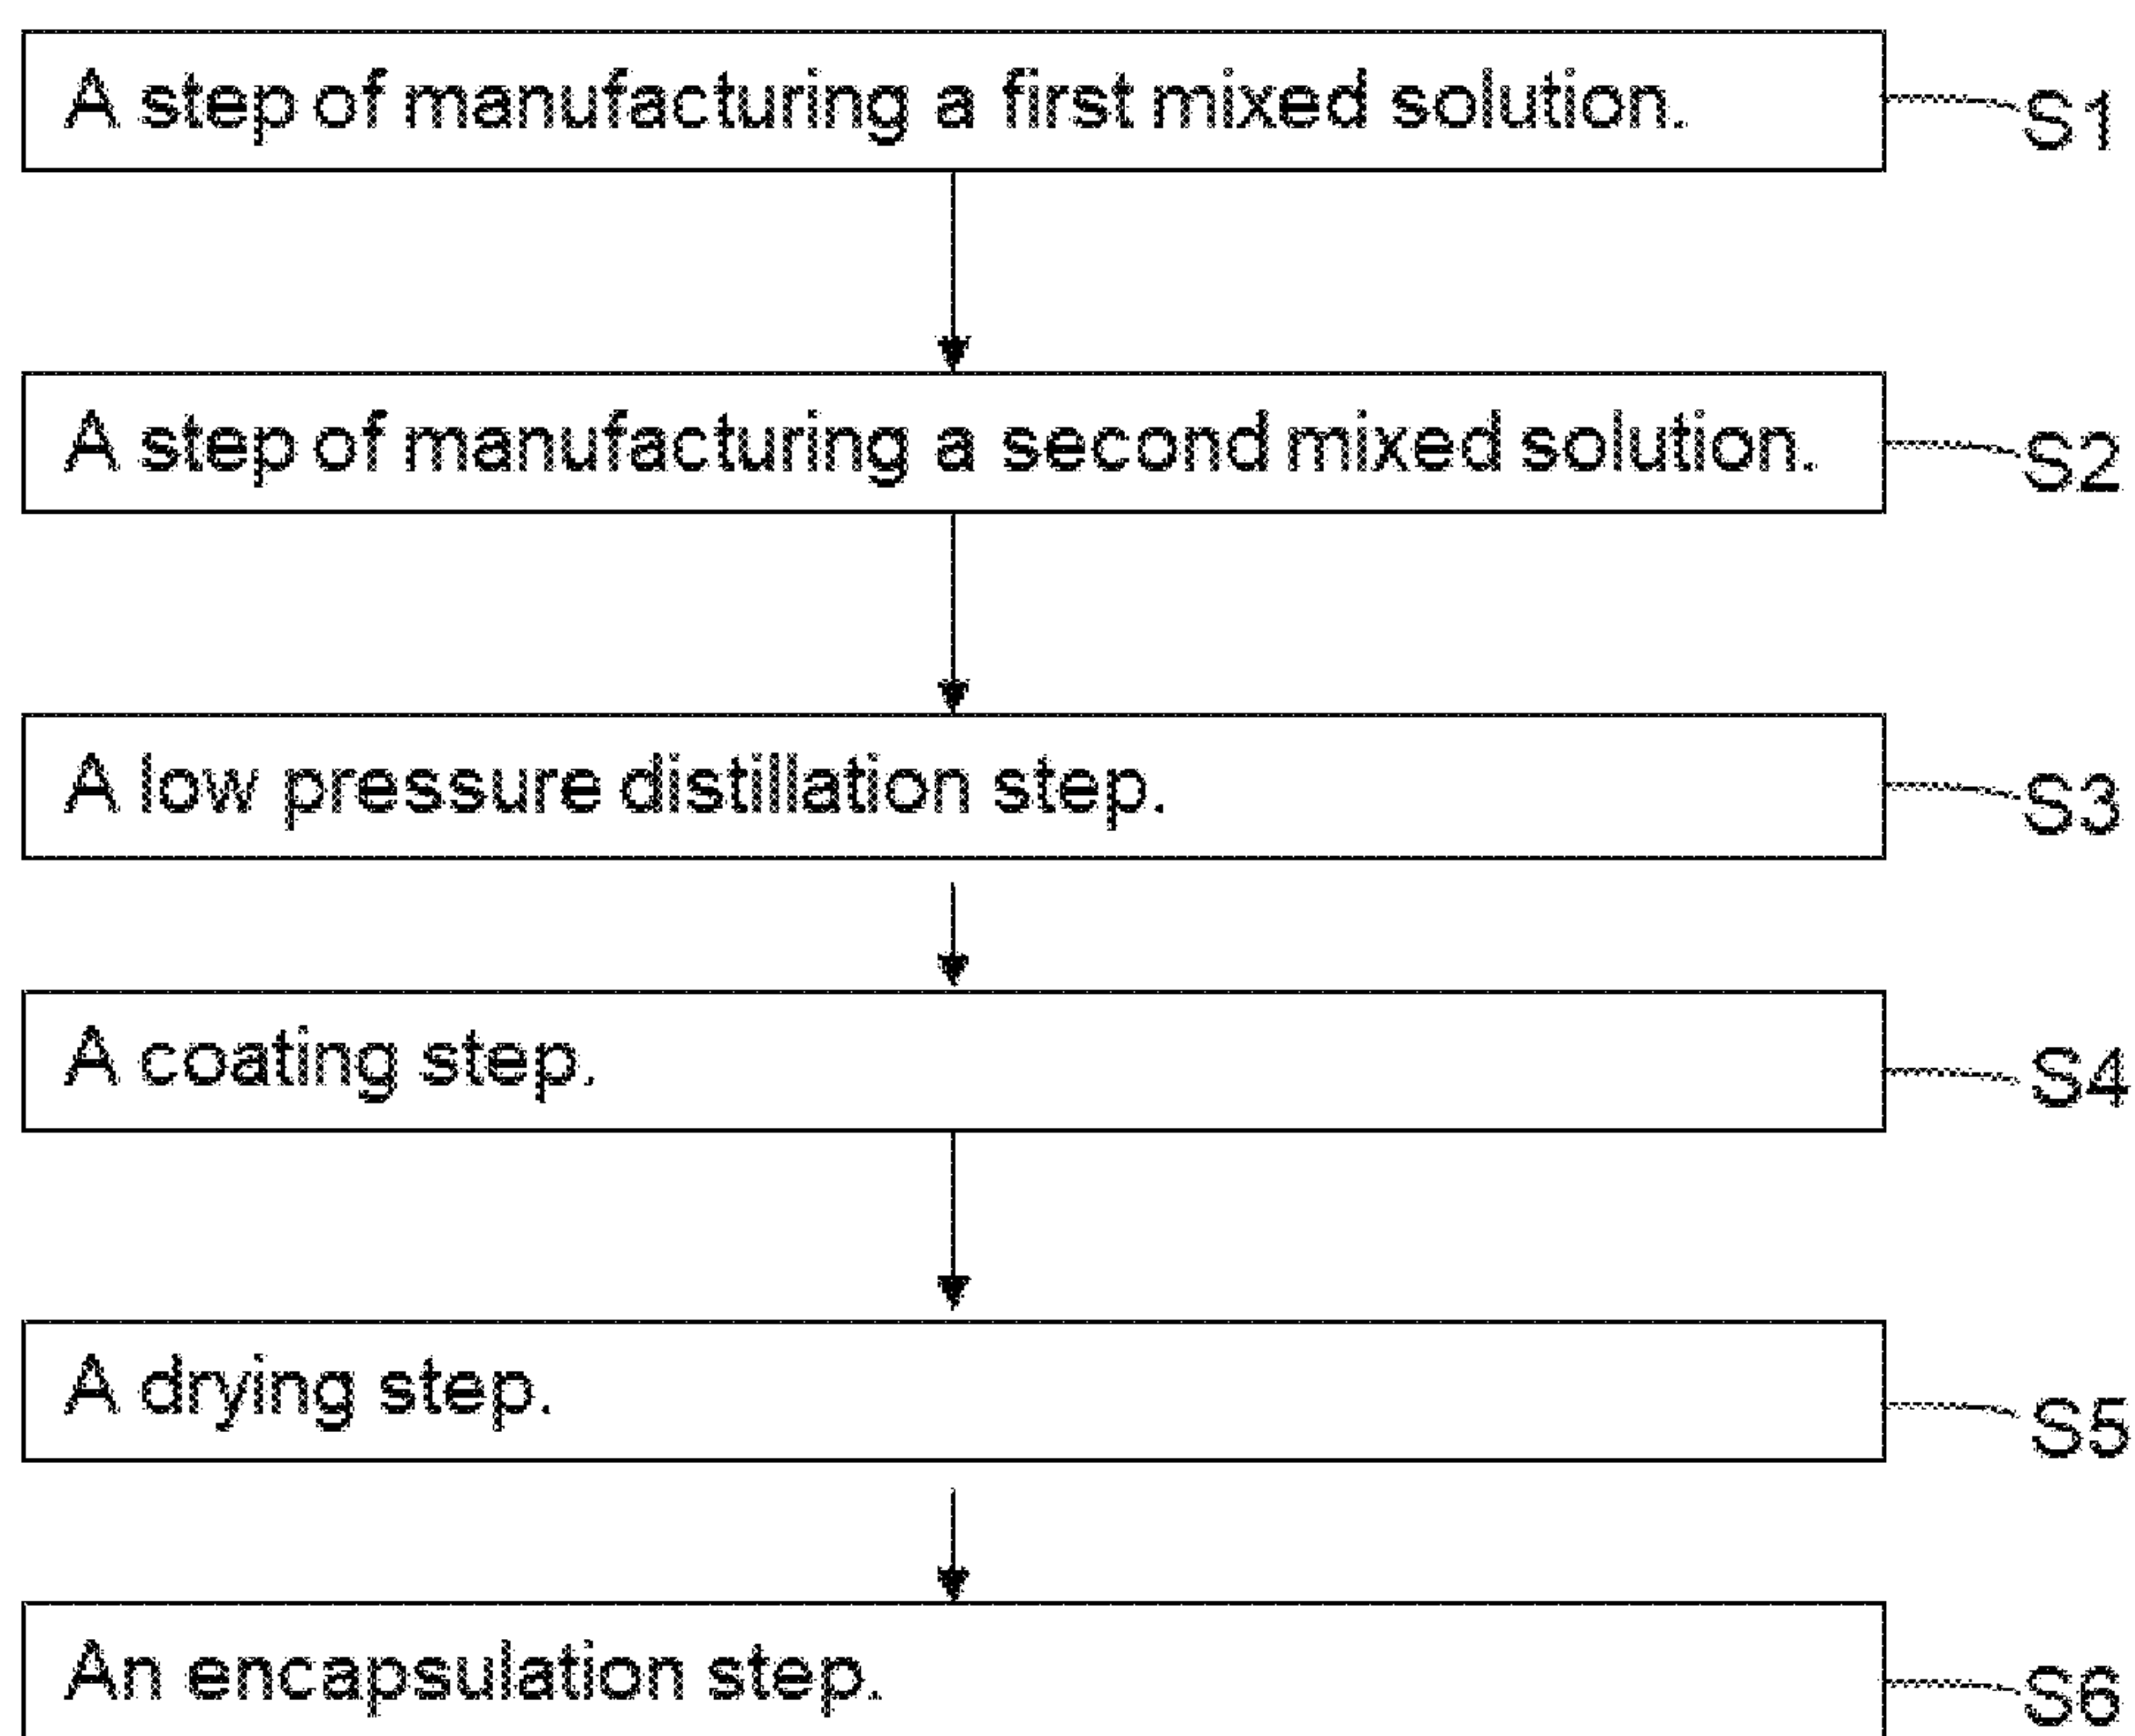 A step of manufacturing a first mixed solution.
S1
A step of manufacturing a second mixed solution.
S2
A low pressure distillation step.
S3
A coating step.
S4
A drying step.
S5
An encapsulation step.
S6